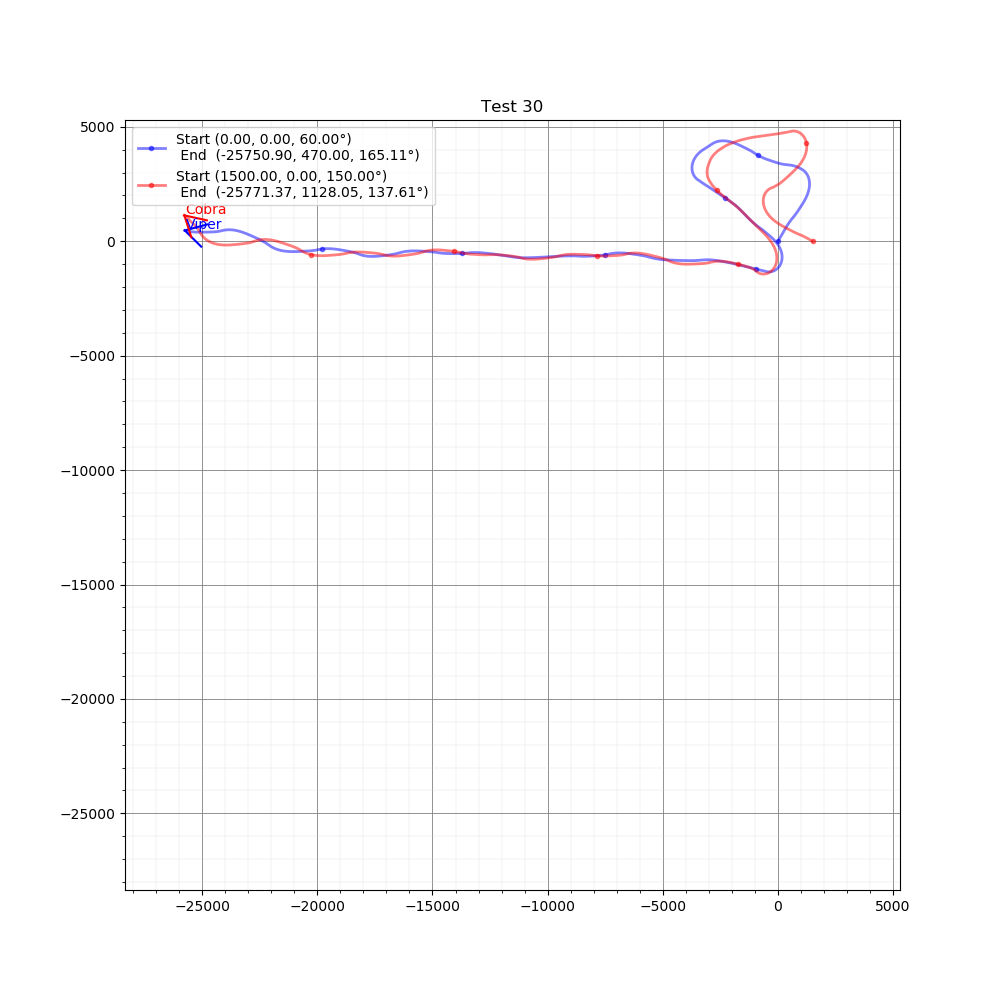 Test 30
Start (0.00, 0.00, 60.00°)
End (-25750.90, 470.00, 165.11°)
Start (1500.00, 0.00, 150.00°)
End (-25771.37, 1128.05, 137.61°)
Cobra
Viper
5000
0
−5000
−10000
−15000
−20000
−25000
−25000
−20000
−15000
−10000
−5000
0
5000